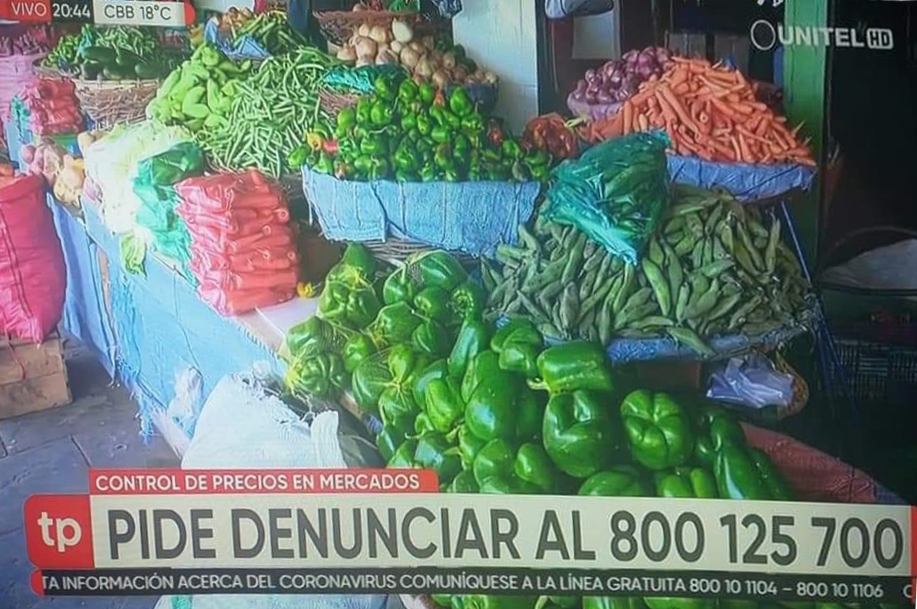 VIVO 20:44 CBB 18°C
UNITEL HD
CONTROL DE PRECIOS EN MERCADOS
tp PIDE DENUNCIAR AL 800 125 700
TA INFORMACIÓN ACERCA DEL CORONAVIRUS COMUNÍQUESE A LA LÍNEA GRATUITA 800 10 1104 – 800 10 1106